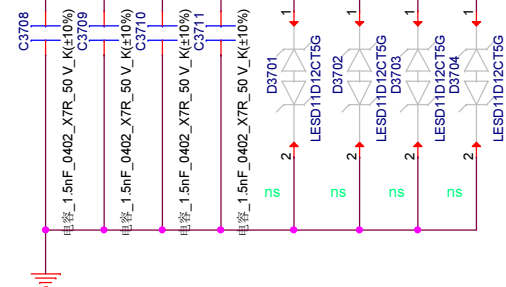 C3708
电容_1.5nF_0402_X7R_50 V_K(±10%)
C3709
电容_1.5nF_0402_X7R_50 V_K(±10%)
C3710
电容_1.5nF_0402_X7R_50 V_K(±10%)
C3711
电容_1.5nF_0402_X7R_50 V_K(±10%)
1
D3701
LESD11D12CT5G
2
ns
1
D3702
LESD11D12CT5G
2
ns
1
D3703
LESD11D12CT5G
2
ns
1
D3704
LESD11D12CT5G
2
ns